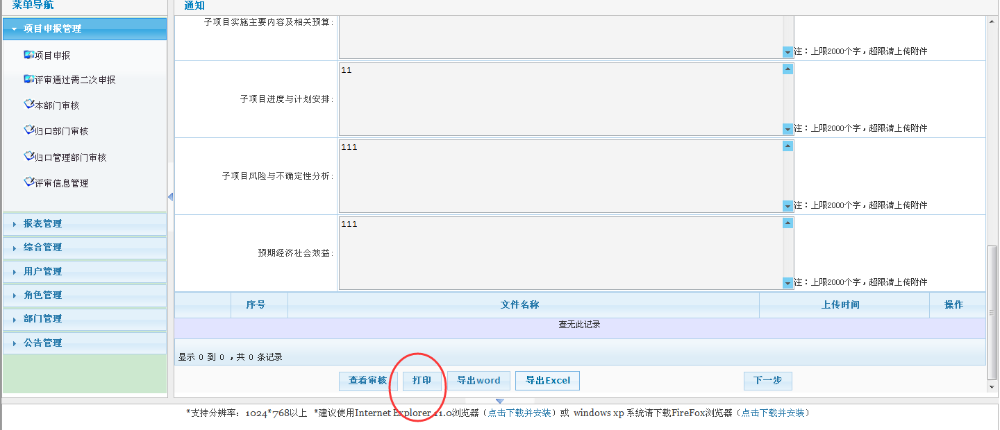 菜单导航
项目申报管理
项目申报
评审通过需二次申报
本部门审核
归口部门审核
归口管理部门审核
评审信息管理
报表管理
综合管理
用户管理
角色管理
部门管理
公告管理
通知
子项目实施主要内容及相关预算:
注：上限2000个字，超限请上传附件
子项目进度与计划安排:
11
注：上限2000个字，超限请上传附件
子项目风险与不确定性分析:
111
注：上限2000个字，超限请上传附件
预期经济社会效益:
111
注：上限2000个字，超限请上传附件
序号 文件名称 上传时间 操作
查无此记录
显示 0 到 0 ，共 0 条记录
查看审核 打印 导出word 导出Excel 下一步
*支持分辨率：1024*768以上 *建议使用Internet Explorer 11.0浏览器（点击下载并安装）或 windows xp 系统请下载FireFox浏览器（点击下载并安装）